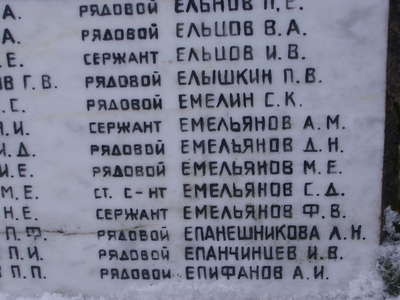 А. РЯДОВОЙ ЕЛЬНОВ П.Е.
А. РЯДОВОЙ ЕЛЬЦОВ В.А.
Е. СЕРЖАНТ ЕЛЬЦОВ И.В.
Г.В. РЯДОВОЙ ЕЛЫШКИН П.В.
.С. РЯДОВОЙ ЕМЕЛИН С.К.
.И. СЕРЖАНТ ЕМЕЛЬЯНОВ А.М.
И.Д. РЯДОВОЙ ЕМЕЛЬЯНОВ Д.Н.
И.Е. РЯДОВОЙ ЕМЕЛЬЯНОВ М.Е.
М.Е. СТ. С-НТ ЕМЕЛЬЯНОВ С.Д.
Н.Е. СЕРЖАНТ ЕМЕЛЬЯНОВ Ф.В.
П.Ф. РЯДОВОЙ ЕПАНЕШНИКОВА Л.Н.
П.И. РЯДОВОЙ ЕПАНЧИНЦЕВ И.В.
В П.П. РЯДОВОЙ ЕПИФАНОВ А.И.